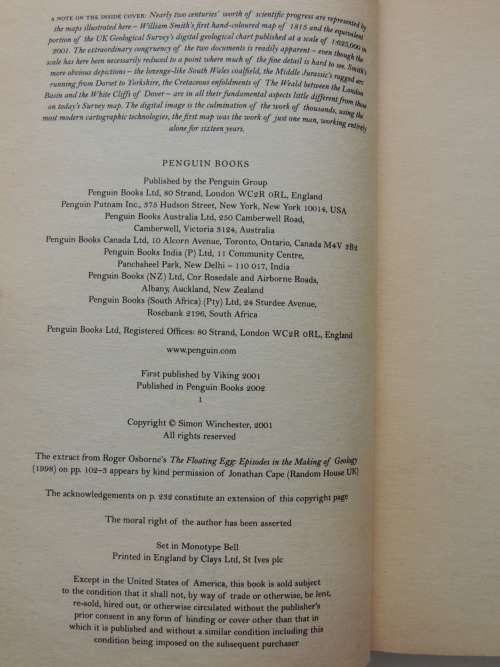 A NOTE ON THE INSIDE COVER: Nearly two centuries' worth of scientific progress are represented by
the maps illustrated here – William Smith's first hand-coloured map of 1815 and the equivalent
portion of the UK Geological Survey's digital geological chart published at a scale of 1:625,000 in
2001. The extraordinary congruency of the two documents is readily apparent – even though the
scale has here been necessarily reduced to a point where much of the fine detail is hard to see. Smith's
more obvious depictions – the lozenge-like South Wales coalfield, the Middle Jurassic's rugged arc
running from Dorset to Yorkshire, the Cretaceous enfoldments of The Weald between the London
Basin and the White Cliffs of Dover – are in all their fundamental aspects little different from those
on today's Survey map. The digital image is the culmination of the work of thousands, using the
most modern cartographic technologies, the first map was the work of just one man, working entirely
alone for sixteen years.
PENGUIN BOOKS
Published by the Penguin Group
Penguin Books Ltd, 80 Strand, London WC2R 0RL, England
Penguin Putnam Inc., 375 Hudson Street, New York, New York 10014, USA
Penguin Books Australia Ltd, 250 Camberwell Road,
Camberwell, Victoria 3124, Australia
Penguin Books Canada Ltd, 10 Alcorn Avenue, Toronto, Ontario, Canada M4V 3B2
Penguin Books India (P) Ltd, 11 Community Centre,
Panchsheel Park, New Delhi – 110 017, India
Penguin Books (NZ) Ltd, Cnr Rosedale and Airborne Roads,
Albany, Auckland, New Zealand
Penguin Books (South Africa) (Pty) Ltd, 24 Sturdee Avenue,
Rosebank 2196, South Africa
Penguin Books Ltd, Registered Offices: 80 Strand, London WC2R 0RL, England
www.penguin.com
First published by Viking 2001
Published in Penguin Books 2002
1
Copyright © Simon Winchester, 2001
All rights reserved
The extract from Roger Osborne's The Floating Egg: Episodes in the Making of Geology
(1998) on pp. 102–3 appears by kind permission of Jonathan Cape (Random House UK)
The acknowledgements on p. 232 constitute an extension of this copyright page
The moral right of the author has been asserted
Set in Monotype Bell
Printed in England by Clays Ltd, St Ives plc
Except in the United States of America, this book is sold subject
to the condition that it shall not, by way of trade or otherwise, be lent,
re-sold, hired out, or otherwise circulated without the publisher's
prior consent in any form of binding or cover other than that in
which it is published and without a similar condition including this
condition being imposed on the subsequent purchaser